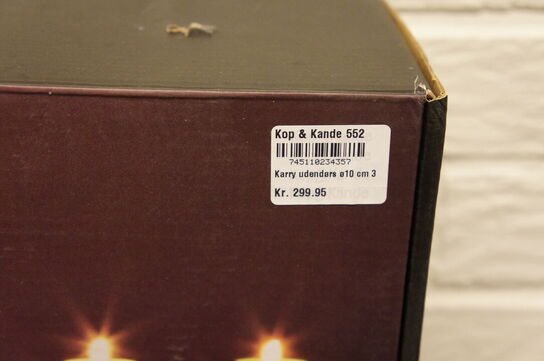 Kop & Kande 552
745110234357
Karry udendørs ø10 cm 3
Kr. 299.95